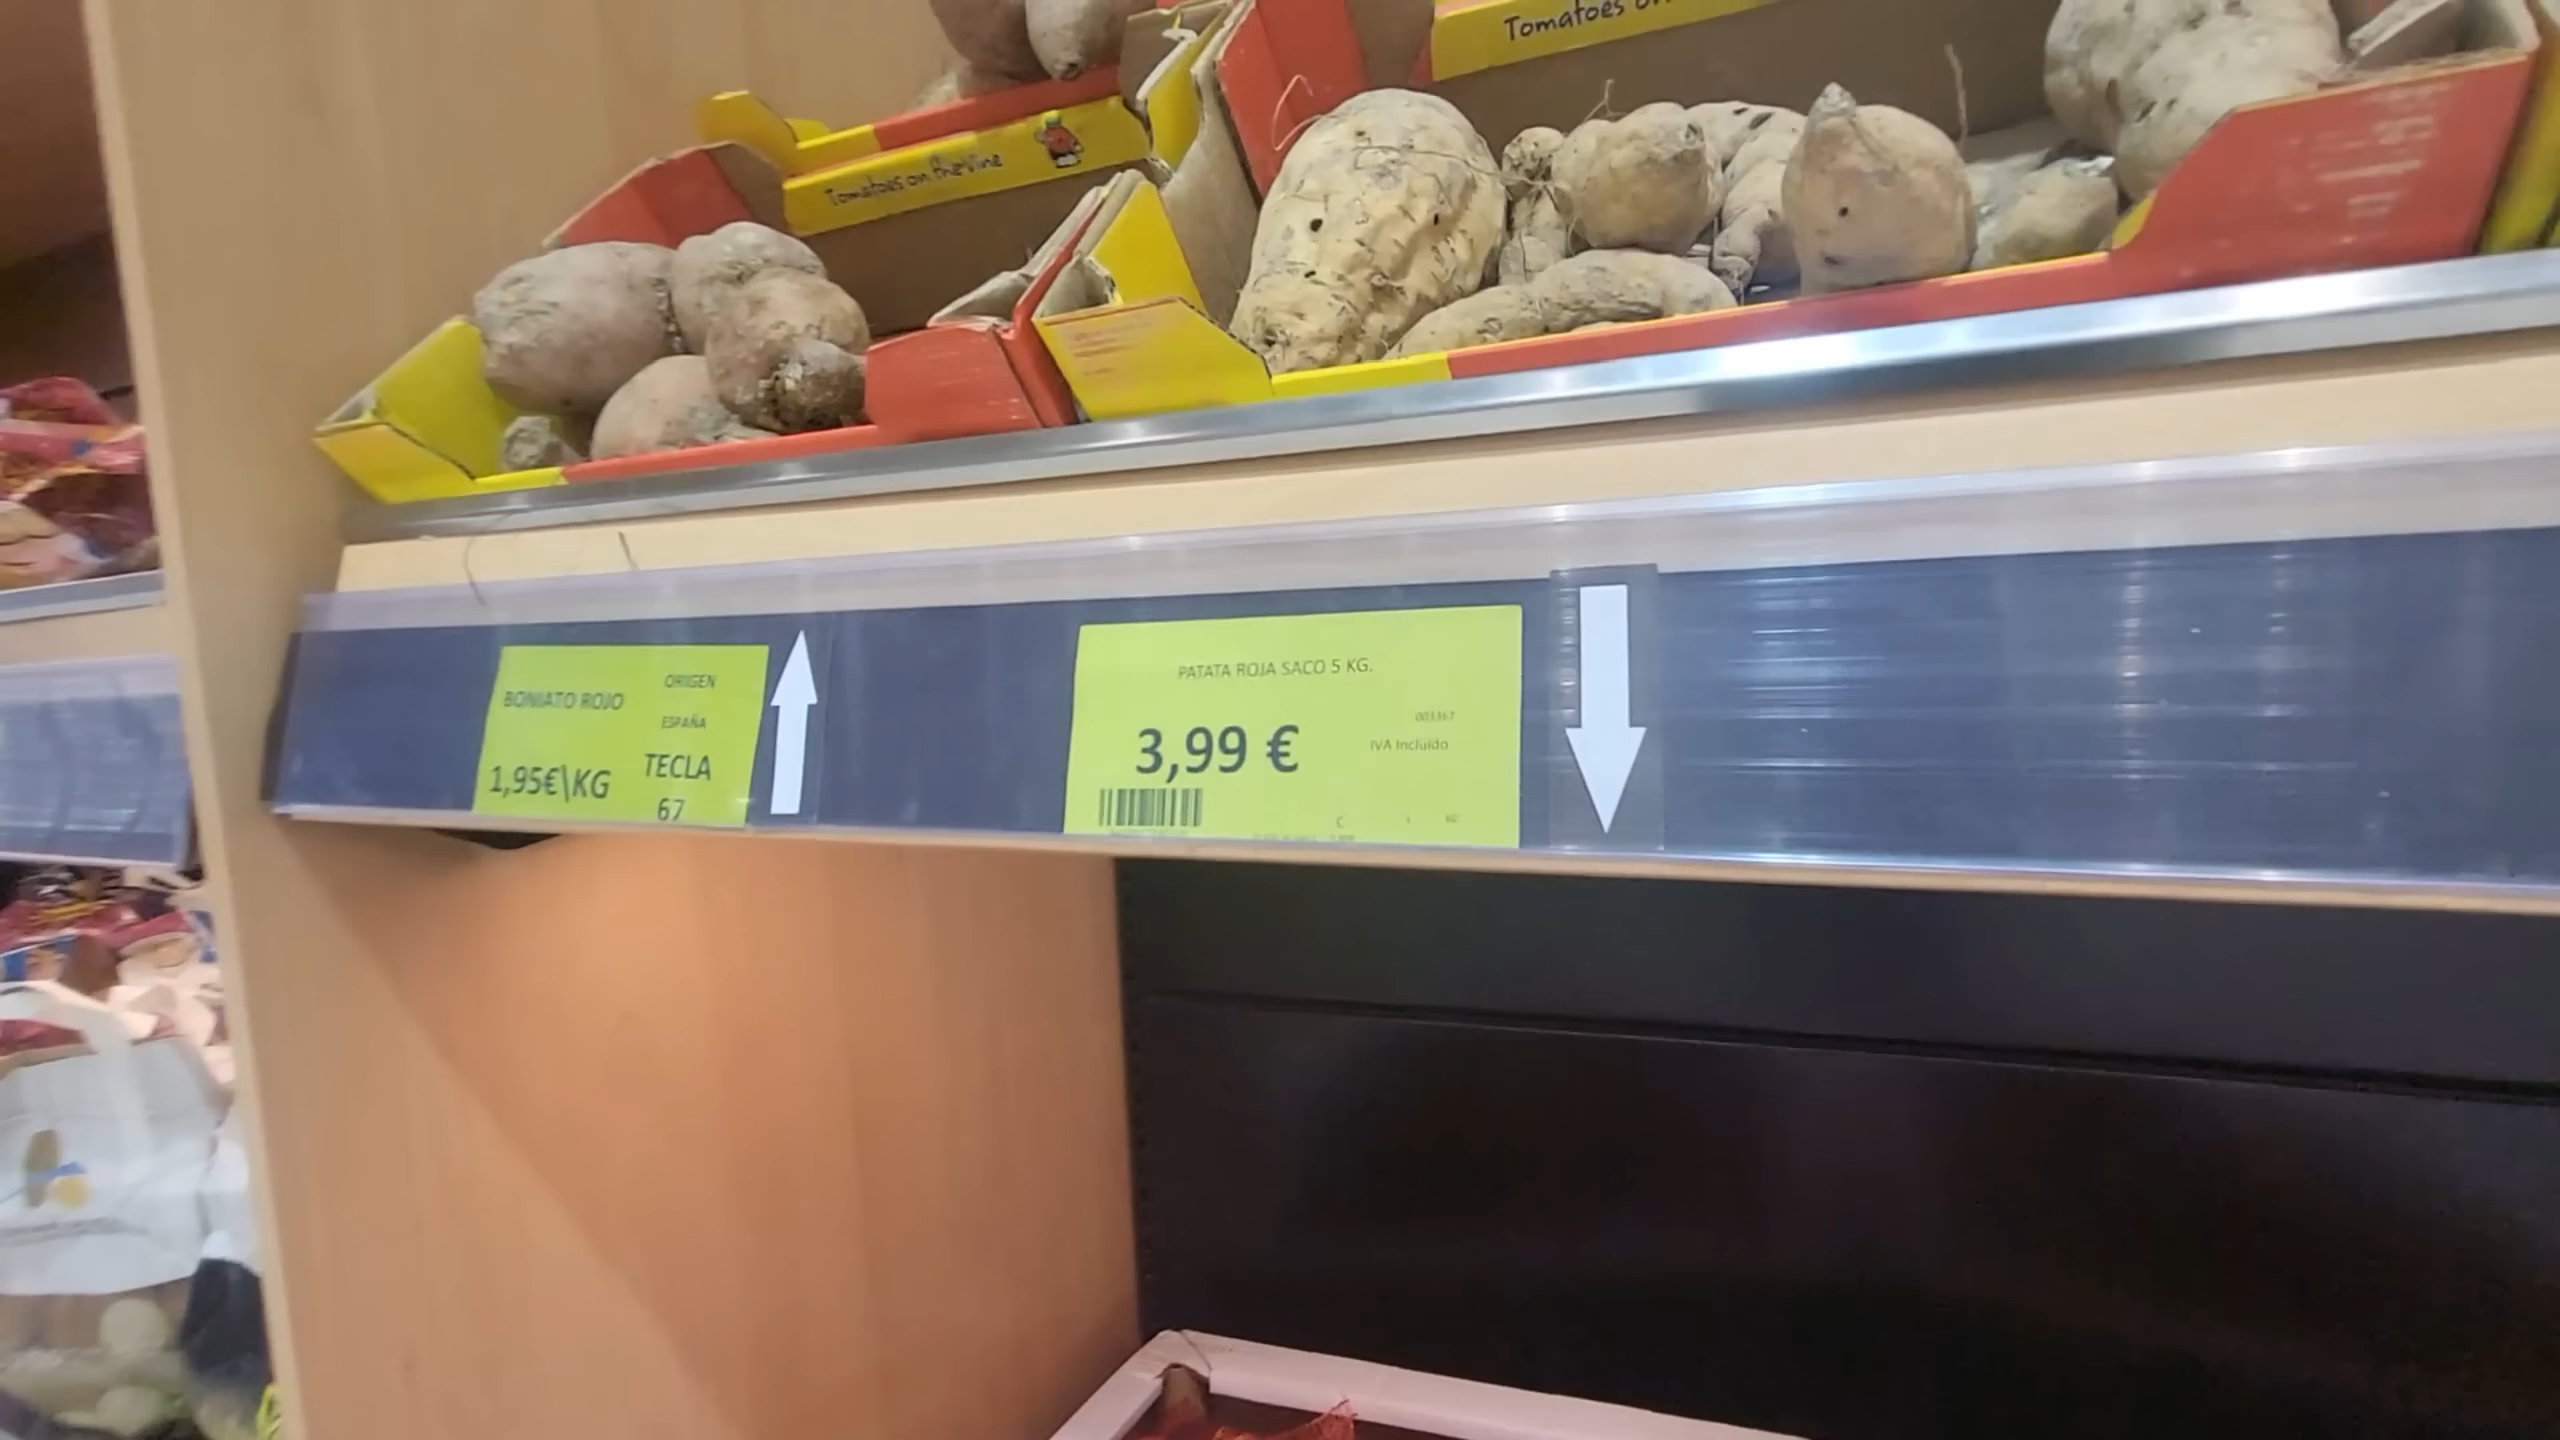 Tomatoes on
Tomatoes on the Vine
BONIATO ROJO
ORIGEN
ESPAÑA
1,95€\KG
TECLA
67
PATATA ROJA SACO 5 KG.
003367
3,99 €
IVA Incluído